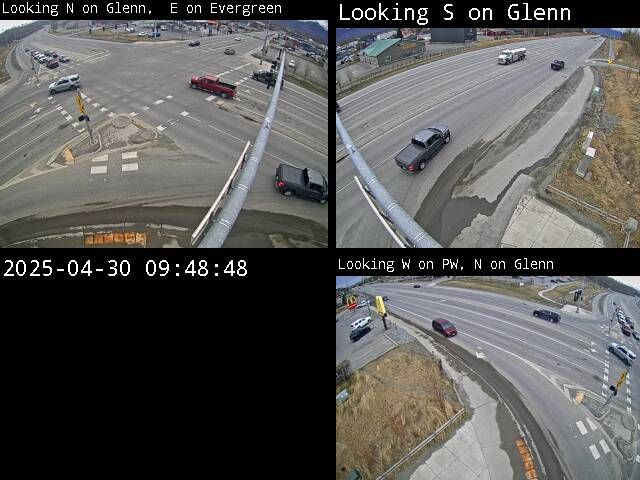 Looking N on Glenn, E on Evergreen
Looking S on Glenn
2025-04-30 09:48:48
Looking W on PW, N on Glenn